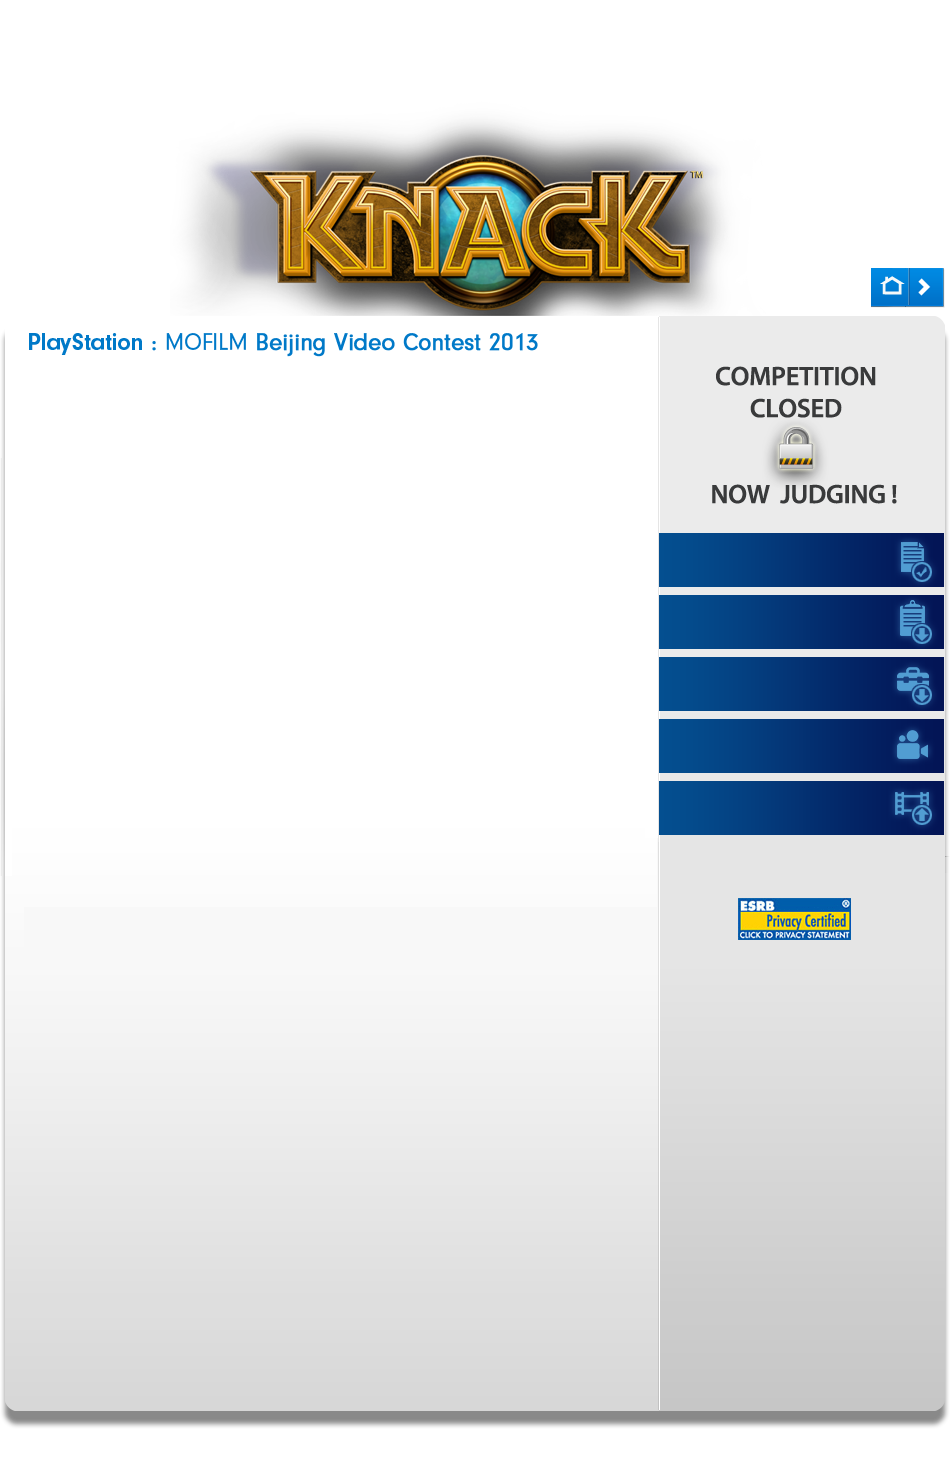 KNACK™
PlayStation : MOFILM Beijing Video Contest 2013
COMPETITION
CLOSED
NOW JUDGING !
ESRB ®
Privacy Certified
CLICK TO PRIVACY STATEMENT